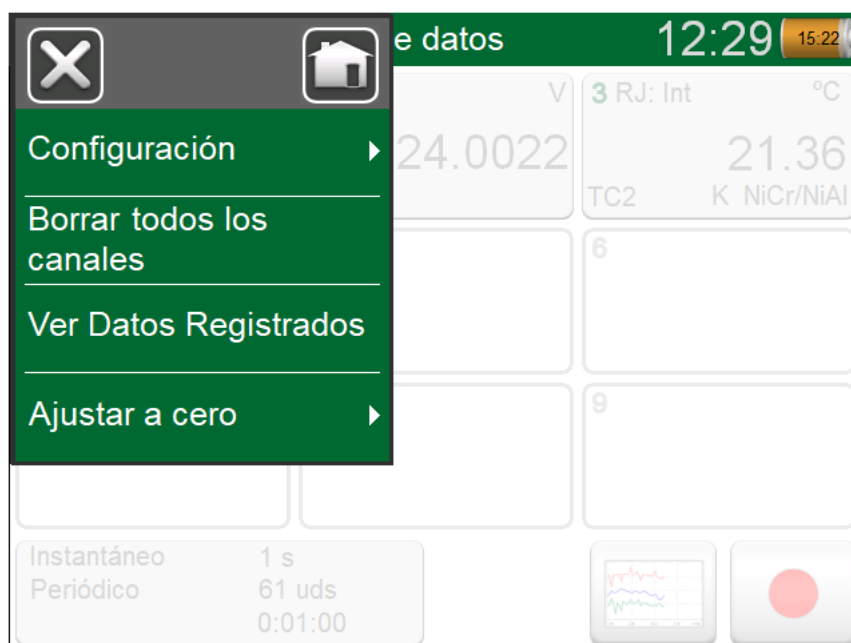 e datos 12:29 15:22
V 3 RJ: Int ºC
Configuración 24.0022 21.36
TC2 K NiCr/NiAl
Borrar todos los
canales
6
Ver Datos Registrados
Ajustar a cero
9
Instantáneo 1 s
Periódico 61 uds
0:01:00